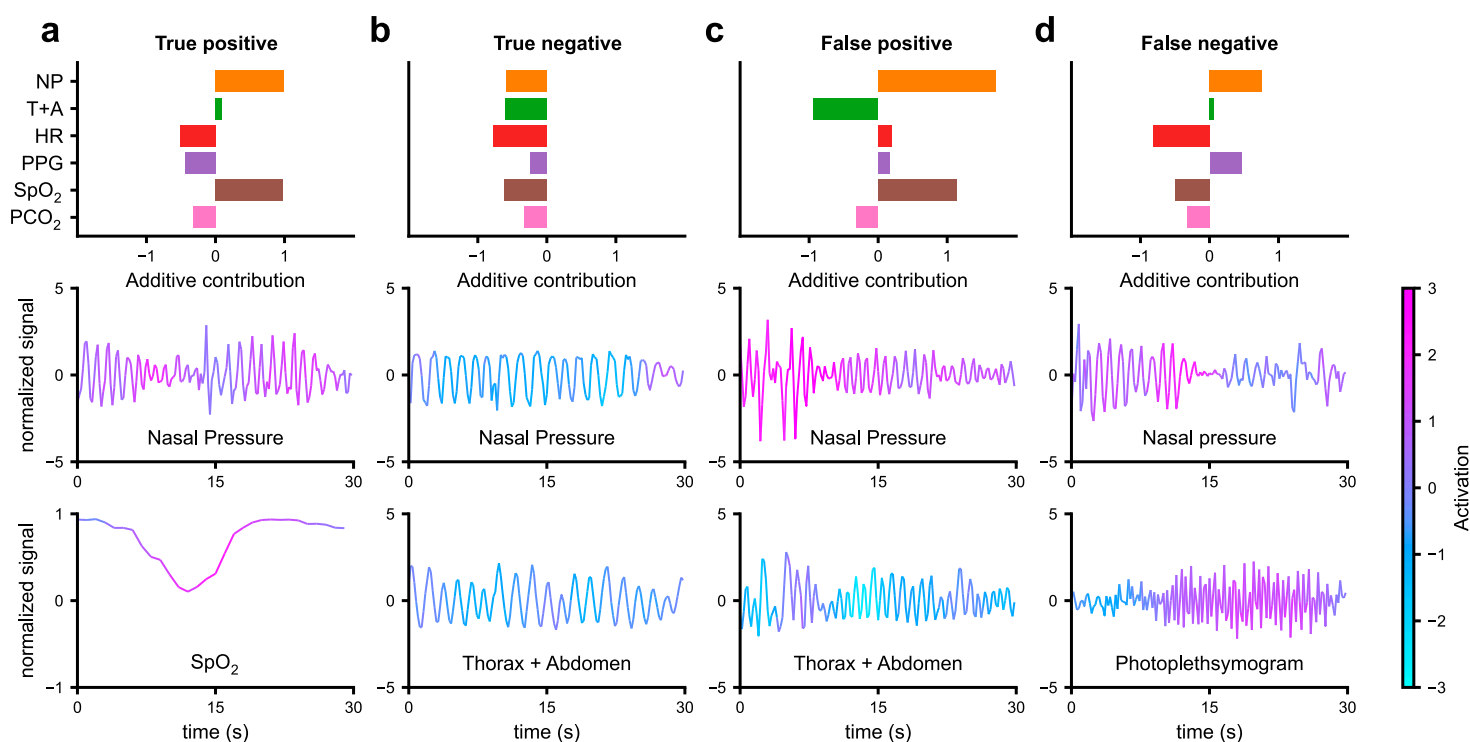 a
True positive
b
True negative
c
False positive
d
False negative
NP
T+A
HR
PPG
SpO₂
PCO₂
−1 0 1
−1 0 1
−1 0 1
−1 0 1
Additive contribution
Additive contribution
Additive contribution
Additive contribution
normalized signal
5
0
−5
Nasal Pressure
0 15 30
5
0
−5
Nasal Pressure
0 15 30
5
0
−5
Nasal Pressure
0 15 30
5
0
−5
Nasal pressure
0 15 30
normalized signal
1
0
−1
SpO₂
0 15 30
time (s)
5
0
−5
Thorax + Abdomen
0 15 30
time (s)
5
0
−5
Thorax + Abdomen
0 15 30
time (s)
5
0
−5
Photoplethsymogram
0 15 30
time (s)
3
2
1
0
−1
−2
−3
Activation